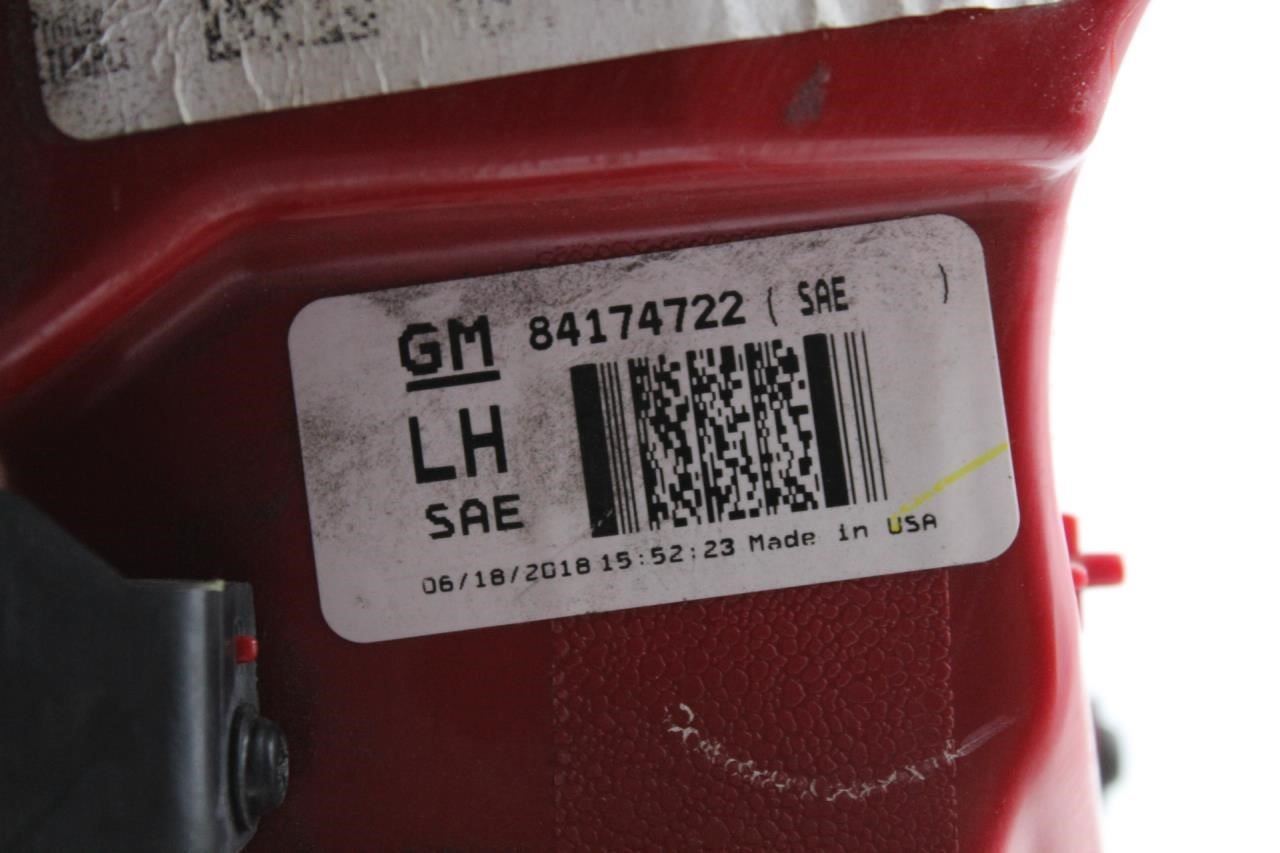 GM 84174722 ( SAE )
LH
SAE
06/18/2018 15:52:23 Made in USA